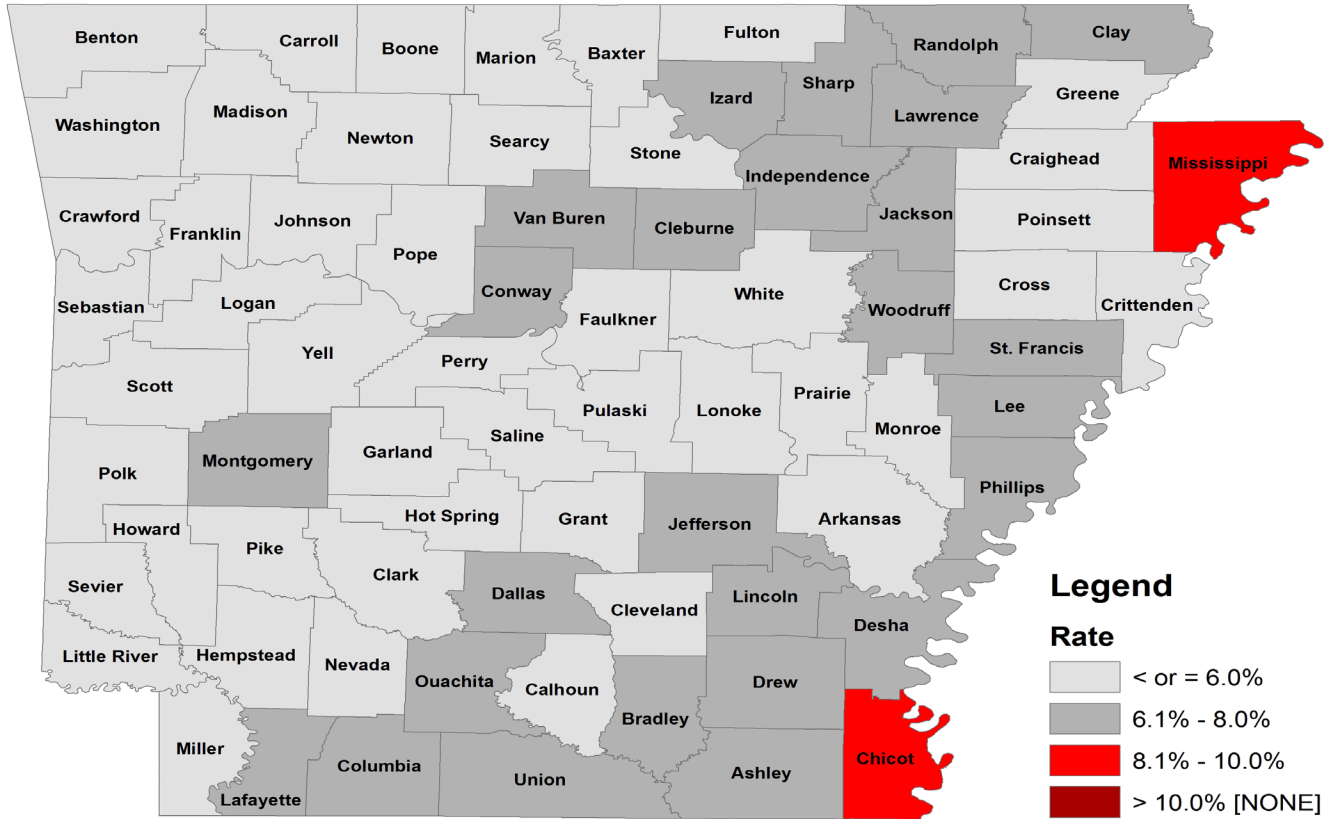 Benton
Carroll
Boone
Marion
Baxter
Fulton
Sharp
Randolph
Clay
Izard
Greene
Washington
Madison
Newton
Searcy
Stone
Lawrence
Craighead
Mississippi
Independence
Crawford
Franklin
Johnson
Pope
Van Buren
Cleburne
Jackson
Poinsett
Sebastian
Logan
Conway
Faulkner
White
Woodruff
Cross
Crittenden
Yell
Perry
St. Francis
Scott
Pulaski
Lonoke
Prairie
Lee
Saline
Monroe
Polk
Montgomery
Garland
Phillips
Howard
Hot Spring
Grant
Jefferson
Arkansas
Pike
Sevier
Clark
Dallas
Cleveland
Lincoln
Desha
Little River
Hempstead
Nevada
Ouachita
Calhoun
Drew
Bradley
Miller
Columbia
Union
Ashley
Chicot
Lafayette
Legend
Rate
< or = 6.0%
6.1% - 8.0%
8.1% - 10.0%
> 10.0% [NONE]